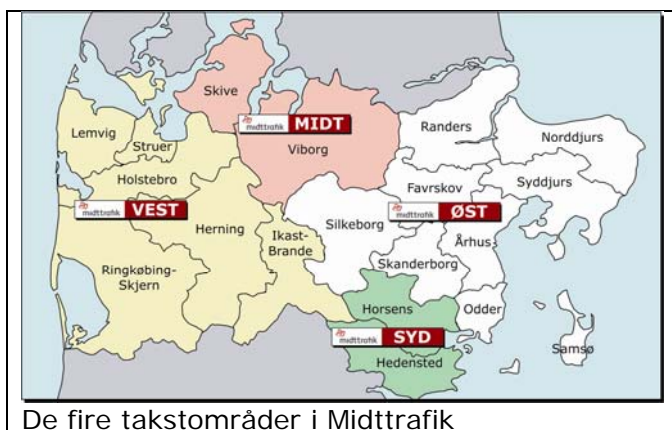 Skive
midttrafik MIDT
Viborg
Lemvig
Struer
Holstebro
midttrafik VEST
Herning
Ikast-
Brande
Ringkøbing-
Skjern
Randers
Norddjurs
Favrskov
Syddjurs
midttrafik ØST
Silkeborg
Århus
Skanderborg
Horsens
Odder
midttrafik SYD
Hedensted
Samsø
De fire takstområder i Midttrafik